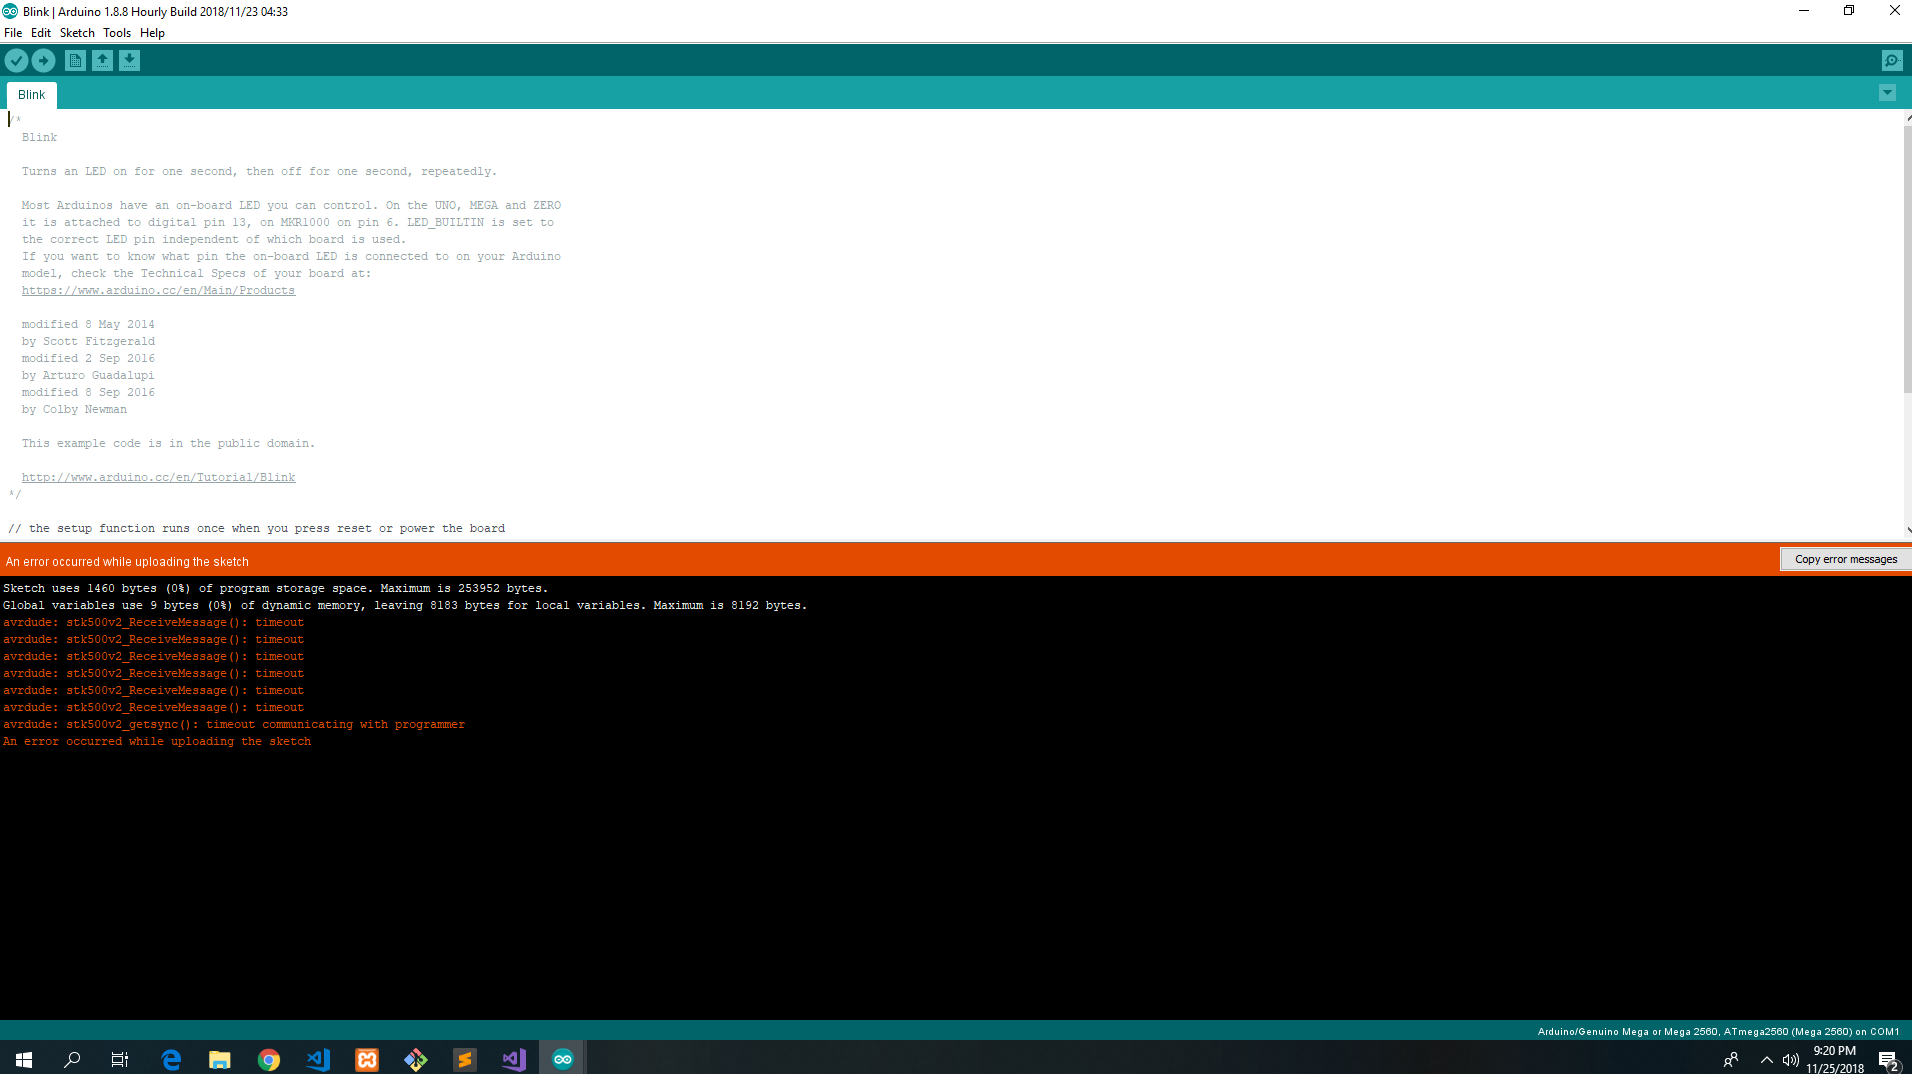 Blink | Arduino 1.8.8 Hourly Build 2018/11/23 04:33
File Edit Sketch Tools Help
Blink
/*
Blink
Turns an LED on for one second, then off for one second, repeatedly.
Most Arduinos have an on-board LED you can control. On the UNO, MEGA and ZERO
it is attached to digital pin 13, on MKR1000 on pin 6. LED_BUILTIN is set to
the correct LED pin independent of which board is used.
If you want to know what pin the on-board LED is connected to on your Arduino
model, check the Technical Specs of your board at:
https://www.arduino.cc/en/Main/Products
modified 8 May 2014
by Scott Fitzgerald
modified 2 Sep 2016
by Arturo Guadalupi
modified 8 Sep 2016
by Colby Newman
This example code is in the public domain.
http://www.arduino.cc/en/Tutorial/Blink
*/
// the setup function runs once when you press reset or power the board
An error occurred while uploading the sketch
Copy error messages
Sketch uses 1460 bytes (0%) of program storage space. Maximum is 253952 bytes.
Global variables use 9 bytes (0%) of dynamic memory, leaving 8183 bytes for local variables. Maximum is 8192 bytes.
avrdude: stk500v2_ReceiveMessage(): timeout
avrdude: stk500v2_ReceiveMessage(): timeout
avrdude: stk500v2_ReceiveMessage(): timeout
avrdude: stk500v2_ReceiveMessage(): timeout
avrdude: stk500v2_ReceiveMessage(): timeout
avrdude: stk500v2_ReceiveMessage(): timeout
avrdude: stk500v2_getsync(): timeout communicating with programmer
An error occurred while uploading the sketch
Arduino/Genuino Mega or Mega 2560, ATmega2560 (Mega 2560) on COM1
9:20 PM
11/25/2018
2